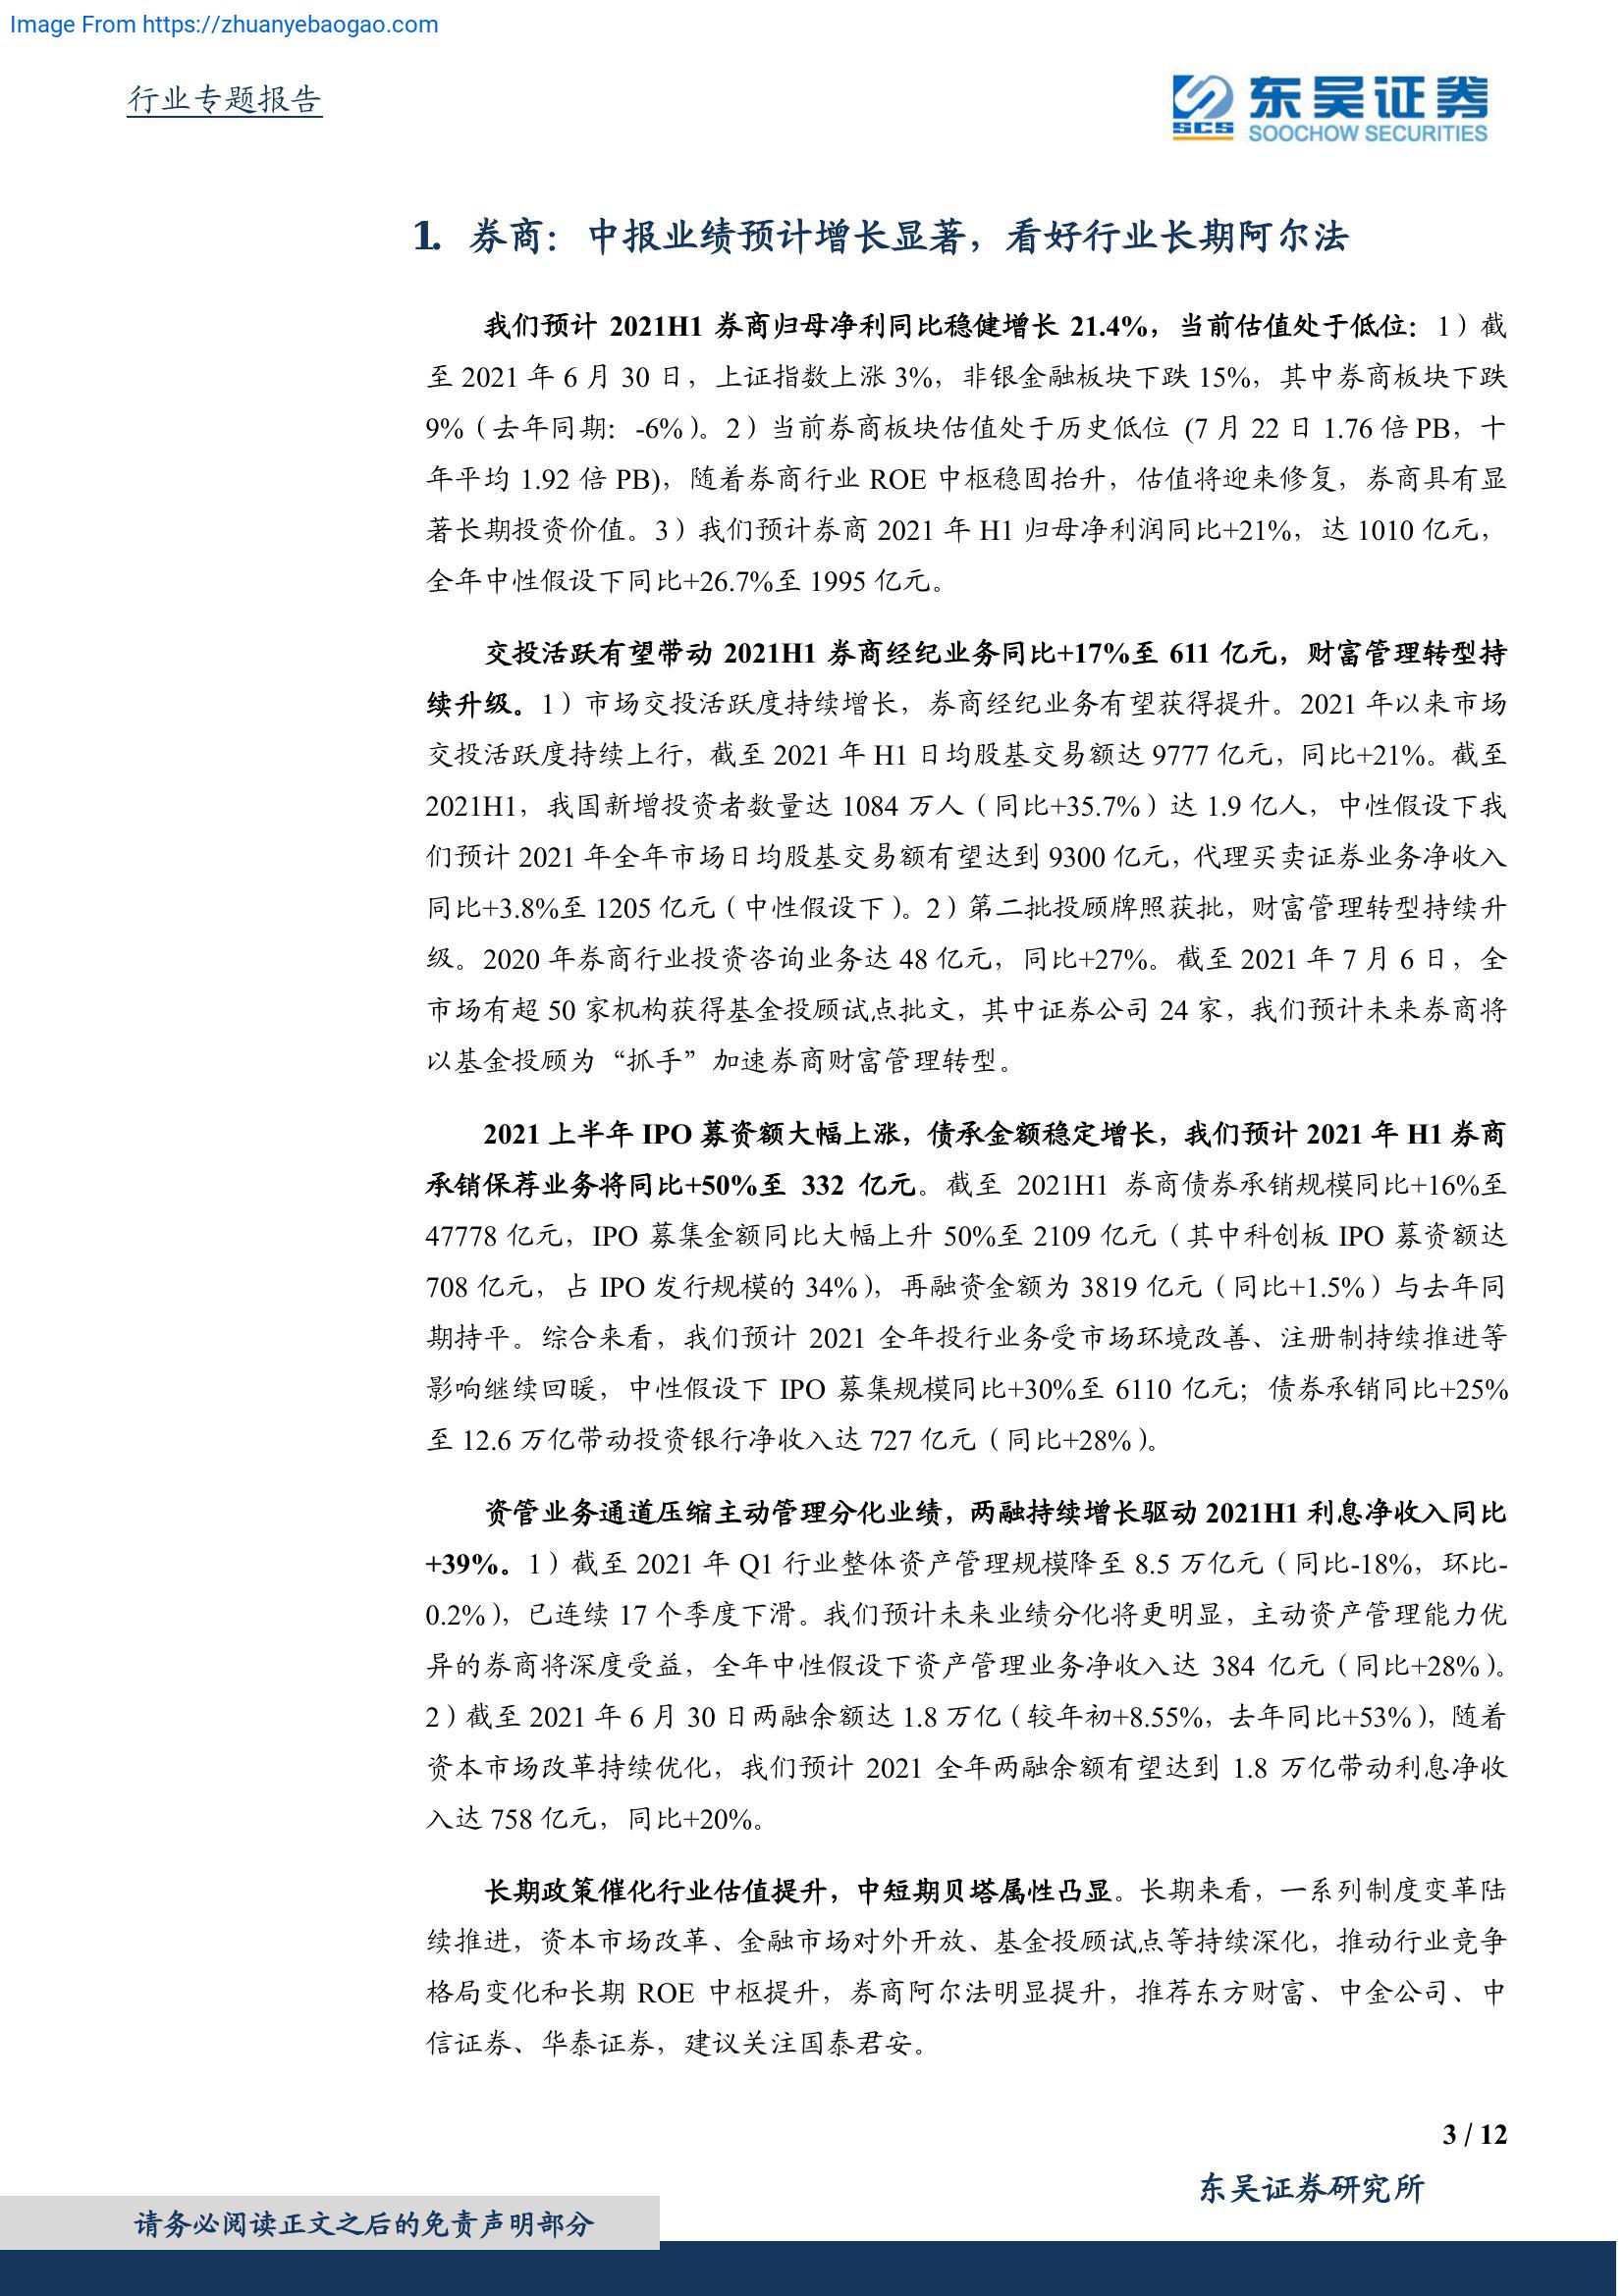 Image From https://zhuanyebaogao.com
行业专题报告
东吴证券
SCS
SOOCHOW SECURITIES
1. 券商：中报业绩预计增长显著，看好行业长期阿尔法
我们预计 2021H1 券商归母净利同比稳健增长 21.4%，当前估值处于低位：1）截
至 2021 年 6 月 30 日，上证指数上涨 3%，非银金融板块下跌 15%，其中券商板块下跌
9%（去年同期：-6%）。2）当前券商板块估值处于历史低位 (7 月 22 日 1.76 倍 PB，十
年平均 1.92 倍 PB)，随着券商行业 ROE 中枢稳固抬升，估值将迎来修复，券商具有显
著长期投资价值。3）我们预计券商 2021 年 H1 归母净利润同比+21%，达 1010 亿元，
全年中性假设下同比+26.7%至 1995 亿元。
交投活跃有望带动 2021H1 券商经纪业务同比+17%至 611 亿元，财富管理转型持
续升级。1）市场交投活跃度持续增长，券商经纪业务有望获得提升。2021 年以来市场
交投活跃度持续上行，截至 2021 年 H1 日均股基交易额达 9777 亿元，同比+21%。截至
2021H1，我国新增投资者数量达 1084 万人（同比+35.7%）达 1.9 亿人，中性假设下我
们预计 2021 年全年市场日均股基交易额有望达到 9300 亿元，代理买卖证券业务净收入
同比+3.8%至 1205 亿元（中性假设下）。2）第二批投顾牌照获批，财富管理转型持续升
级。2020 年券商行业投资咨询业务达 48 亿元，同比+27%。截至 2021 年 7 月 6 日，全
市场有超 50 家机构获得基金投顾试点批文，其中证券公司 24 家，我们预计未来券商将
以基金投顾为“抓手”加速券商财富管理转型。
2021 上半年 IPO 募资额大幅上涨，债承金额稳定增长，我们预计 2021 年 H1 券商
承销保荐业务将同比+50%至 332 亿元。截至 2021H1 券商债券承销规模同比+16%至
47778 亿元，IPO 募集金额同比大幅上升 50%至 2109 亿元（其中科创板 IPO 募资额达
708 亿元，占 IPO 发行规模的 34%），再融资金额为 3819 亿元（同比+1.5%）与去年同
期持平。综合来看，我们预计 2021 全年投行业务受市场环境改善、注册制持续推进等
影响继续回暖，中性假设下 IPO 募集规模同比+30%至 6110 亿元；债券承销同比+25%
至 12.6 万亿带动投资银行净收入达 727 亿元（同比+28%）。
资管业务通道压缩主动管理分化业绩，两融持续增长驱动 2021H1 利息净收入同比
+39%。1）截至 2021 年 Q1 行业整体资产管理规模降至 8.5 万亿元（同比-18%，环比-
0.2%），已连续 17 个季度下滑。我们预计未来业绩分化将更明显，主动资产管理能力优
异的券商将深度受益，全年中性假设下资产管理业务净收入达 384 亿元（同比+28%）。
2）截至 2021 年 6 月 30 日两融余额达 1.8 万亿（较年初+8.55%，去年同比+53%），随着
资本市场改革持续优化，我们预计 2021 全年两融余额有望达到 1.8 万亿带动利息净收
入达 758 亿元，同比+20%。
长期政策催化行业估值提升，中短期贝塔属性凸显。长期来看，一系列制度变革陆
续推进，资本市场改革、金融市场对外开放、基金投顾试点等持续深化，推动行业竞争
格局变化和长期 ROE 中枢提升，券商阿尔法明显提升，推荐东方财富、中金公司、中
信证券、华泰证券，建议关注国泰君安。
3 / 12
东吴证券研究所
请务必阅读正文之后的免责声明部分